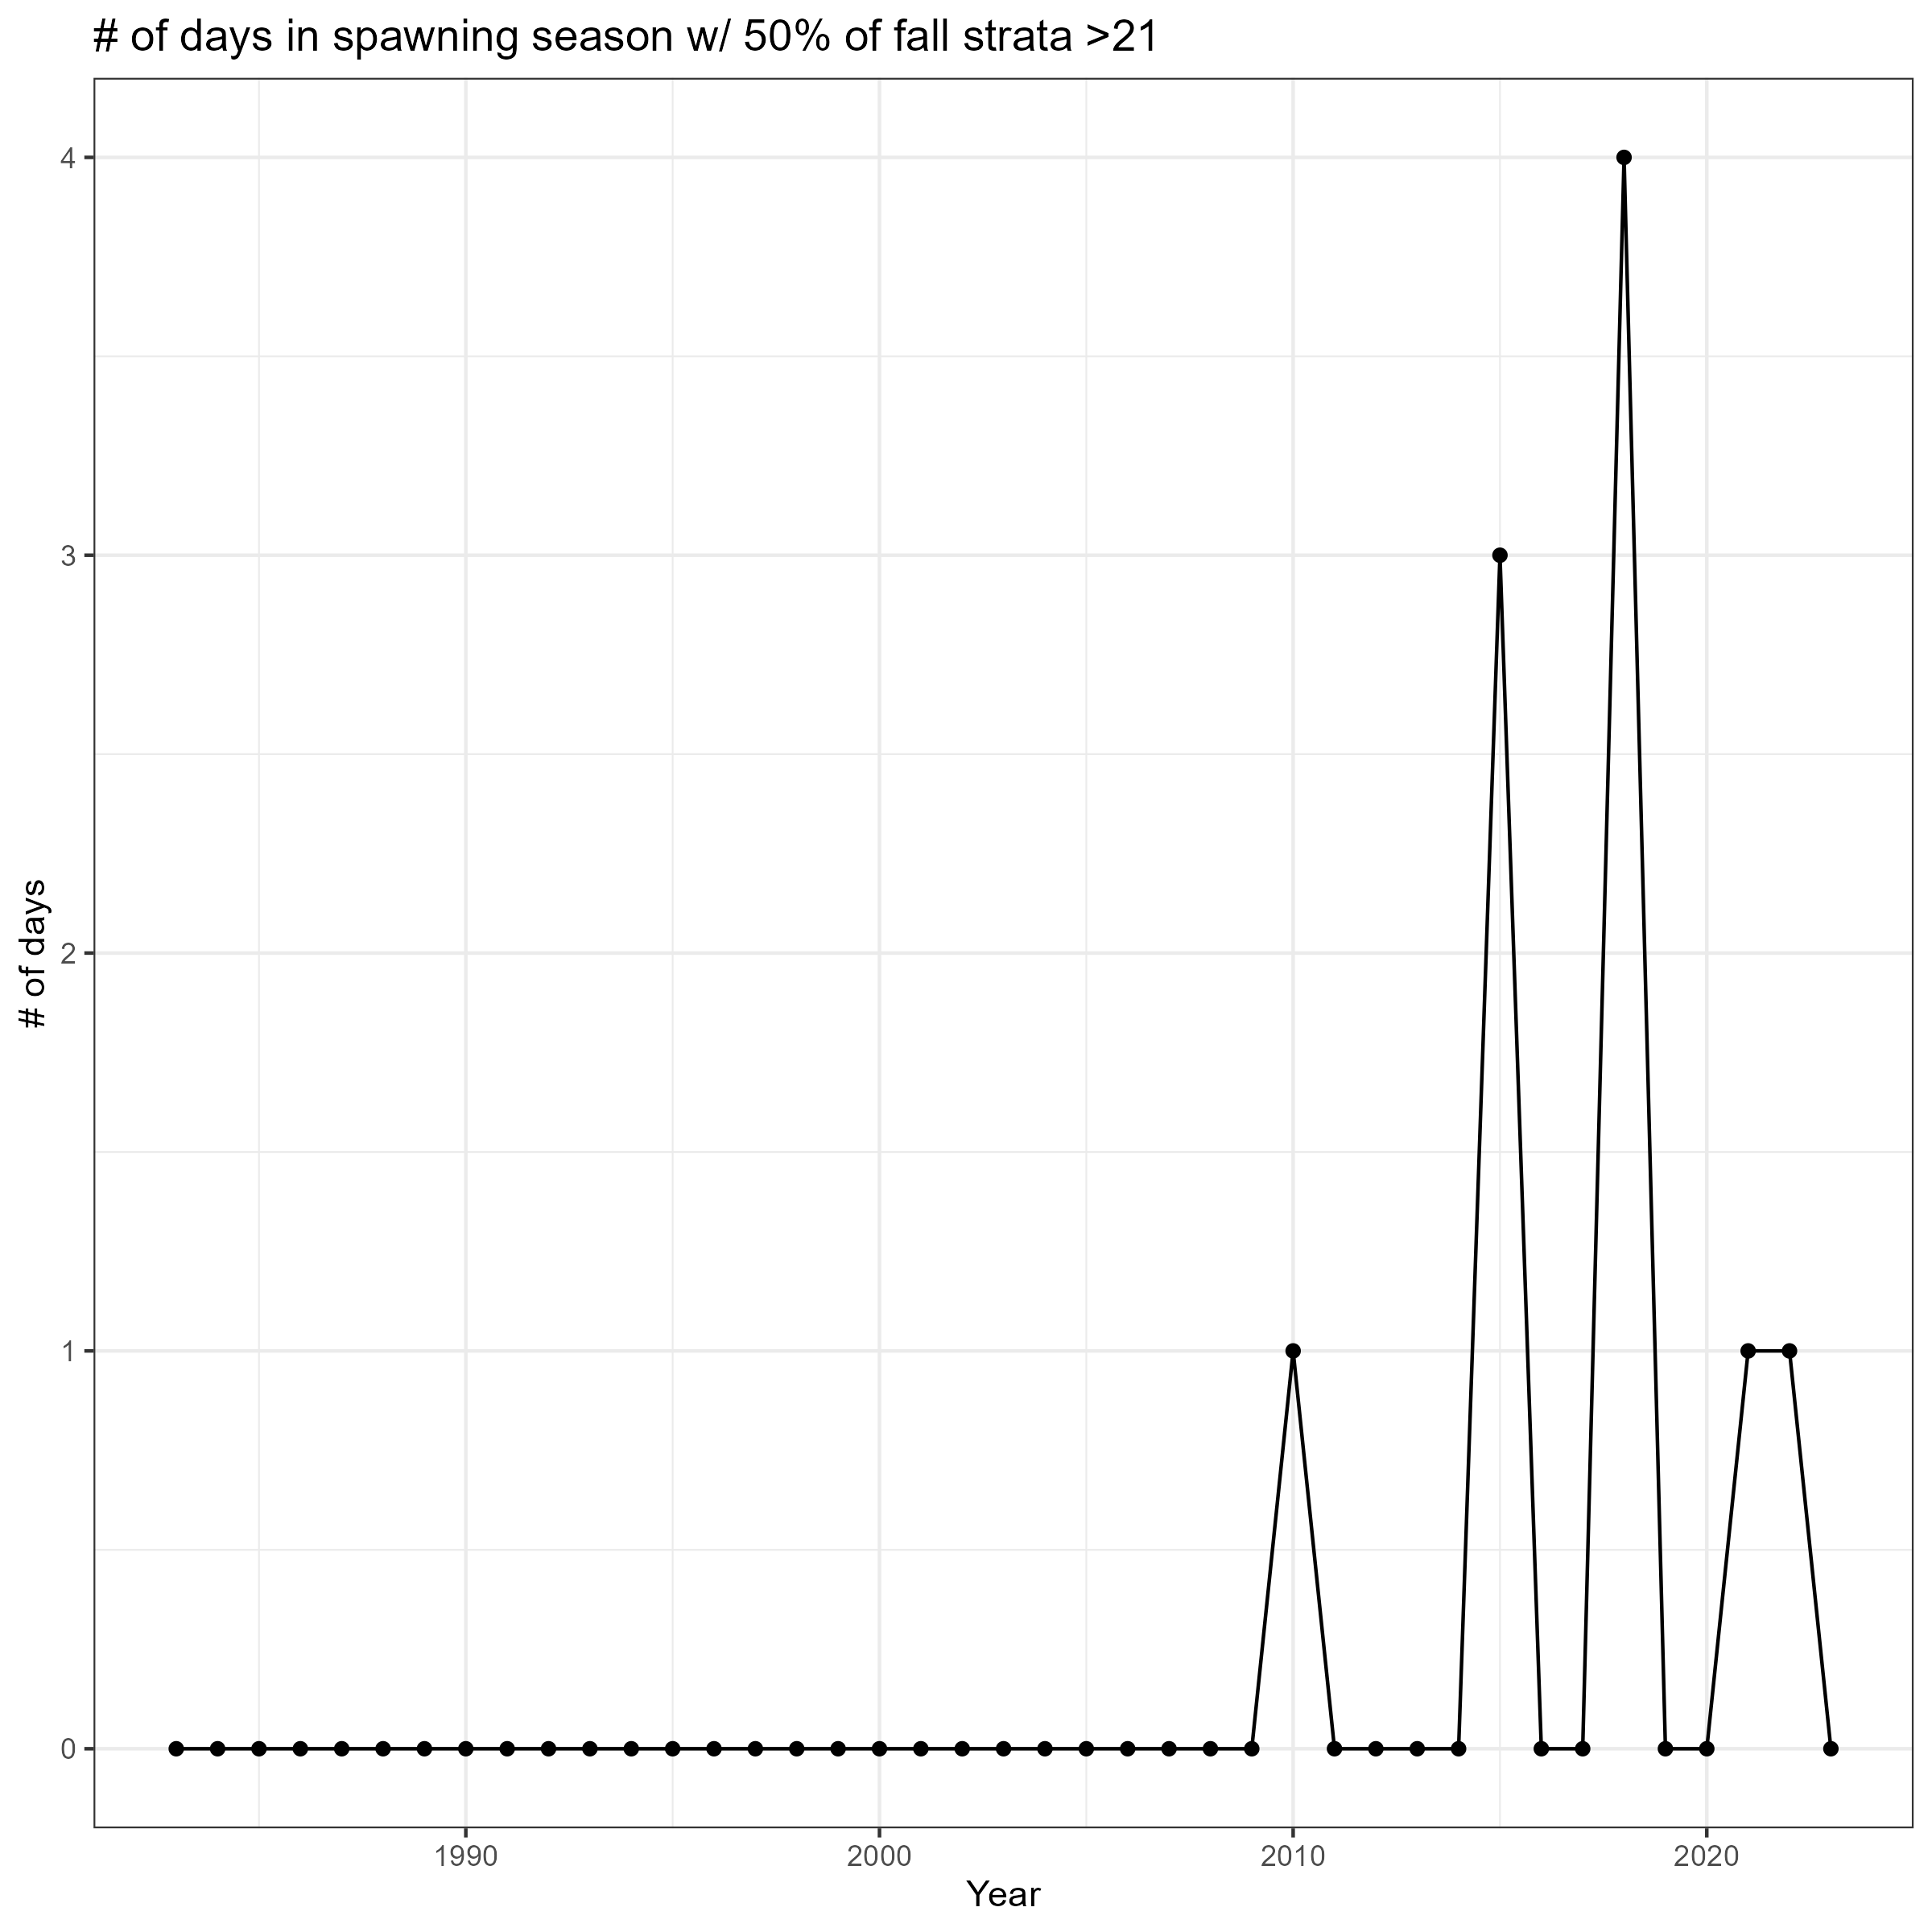 # of days in spawning season w/ 50% of fall strata >21
4
3
2
1
0
# of days
1990 2000 2010 2020
Year